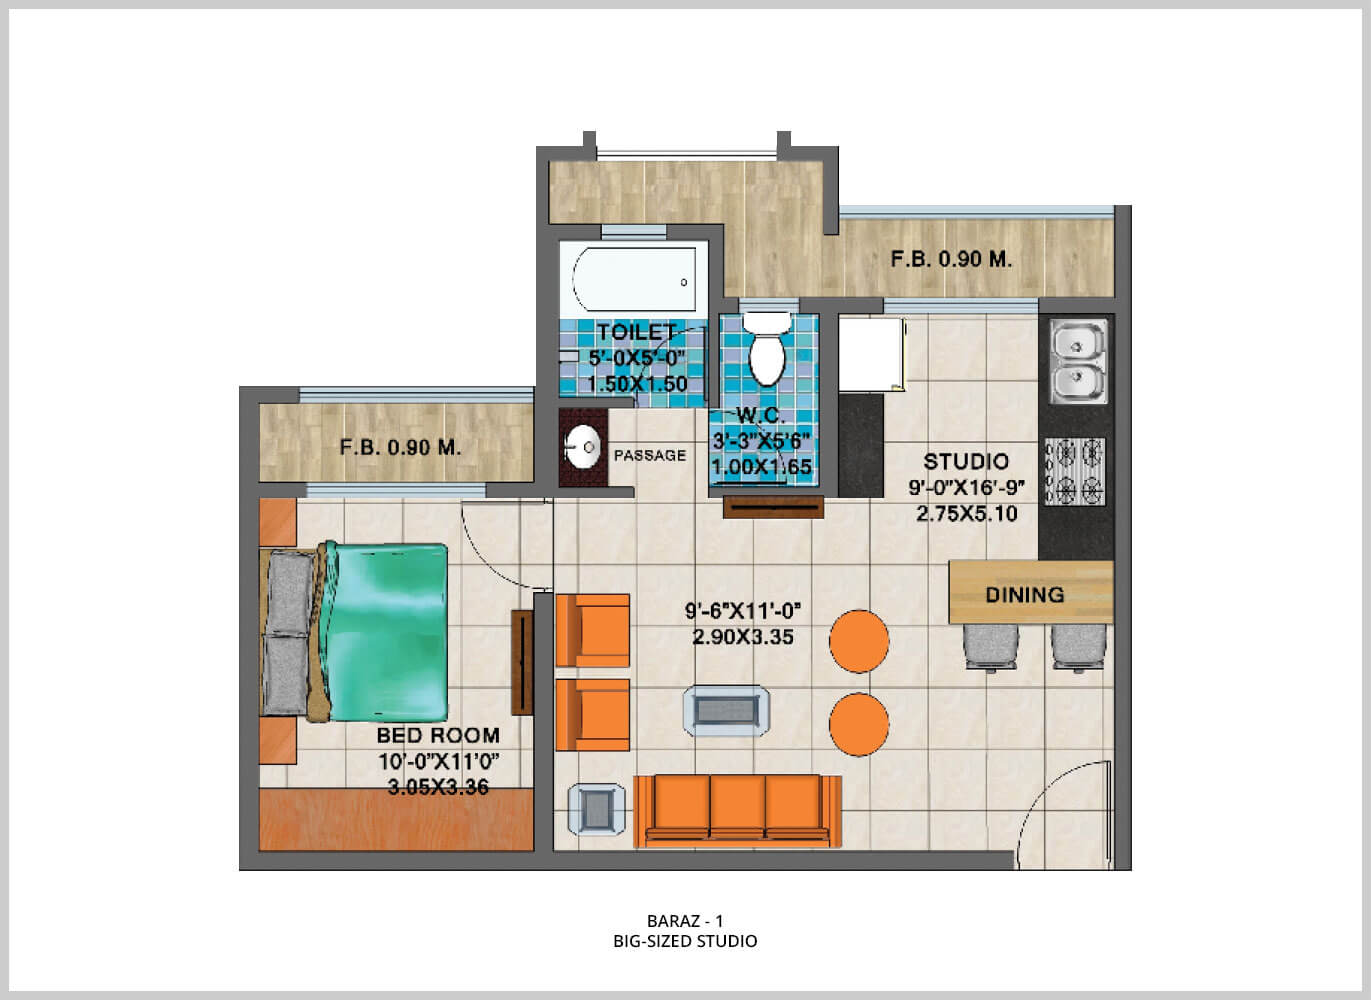 F.B. 0.90 M.
TOILET
5'-0X5'-0"
1.50X1.50
W.C.
3'-3"X5'6"
1.00X1.65
PASSAGE
F.B. 0.90 M.
STUDIO
9'-0"X16'-9"
2.75X5.10
DINING
9'-6"X11'-0"
2.90X3.35
BED ROOM
10'-0"X11'0"
3.05X3.36
BARAZ - 1
BIG-SIZED STUDIO